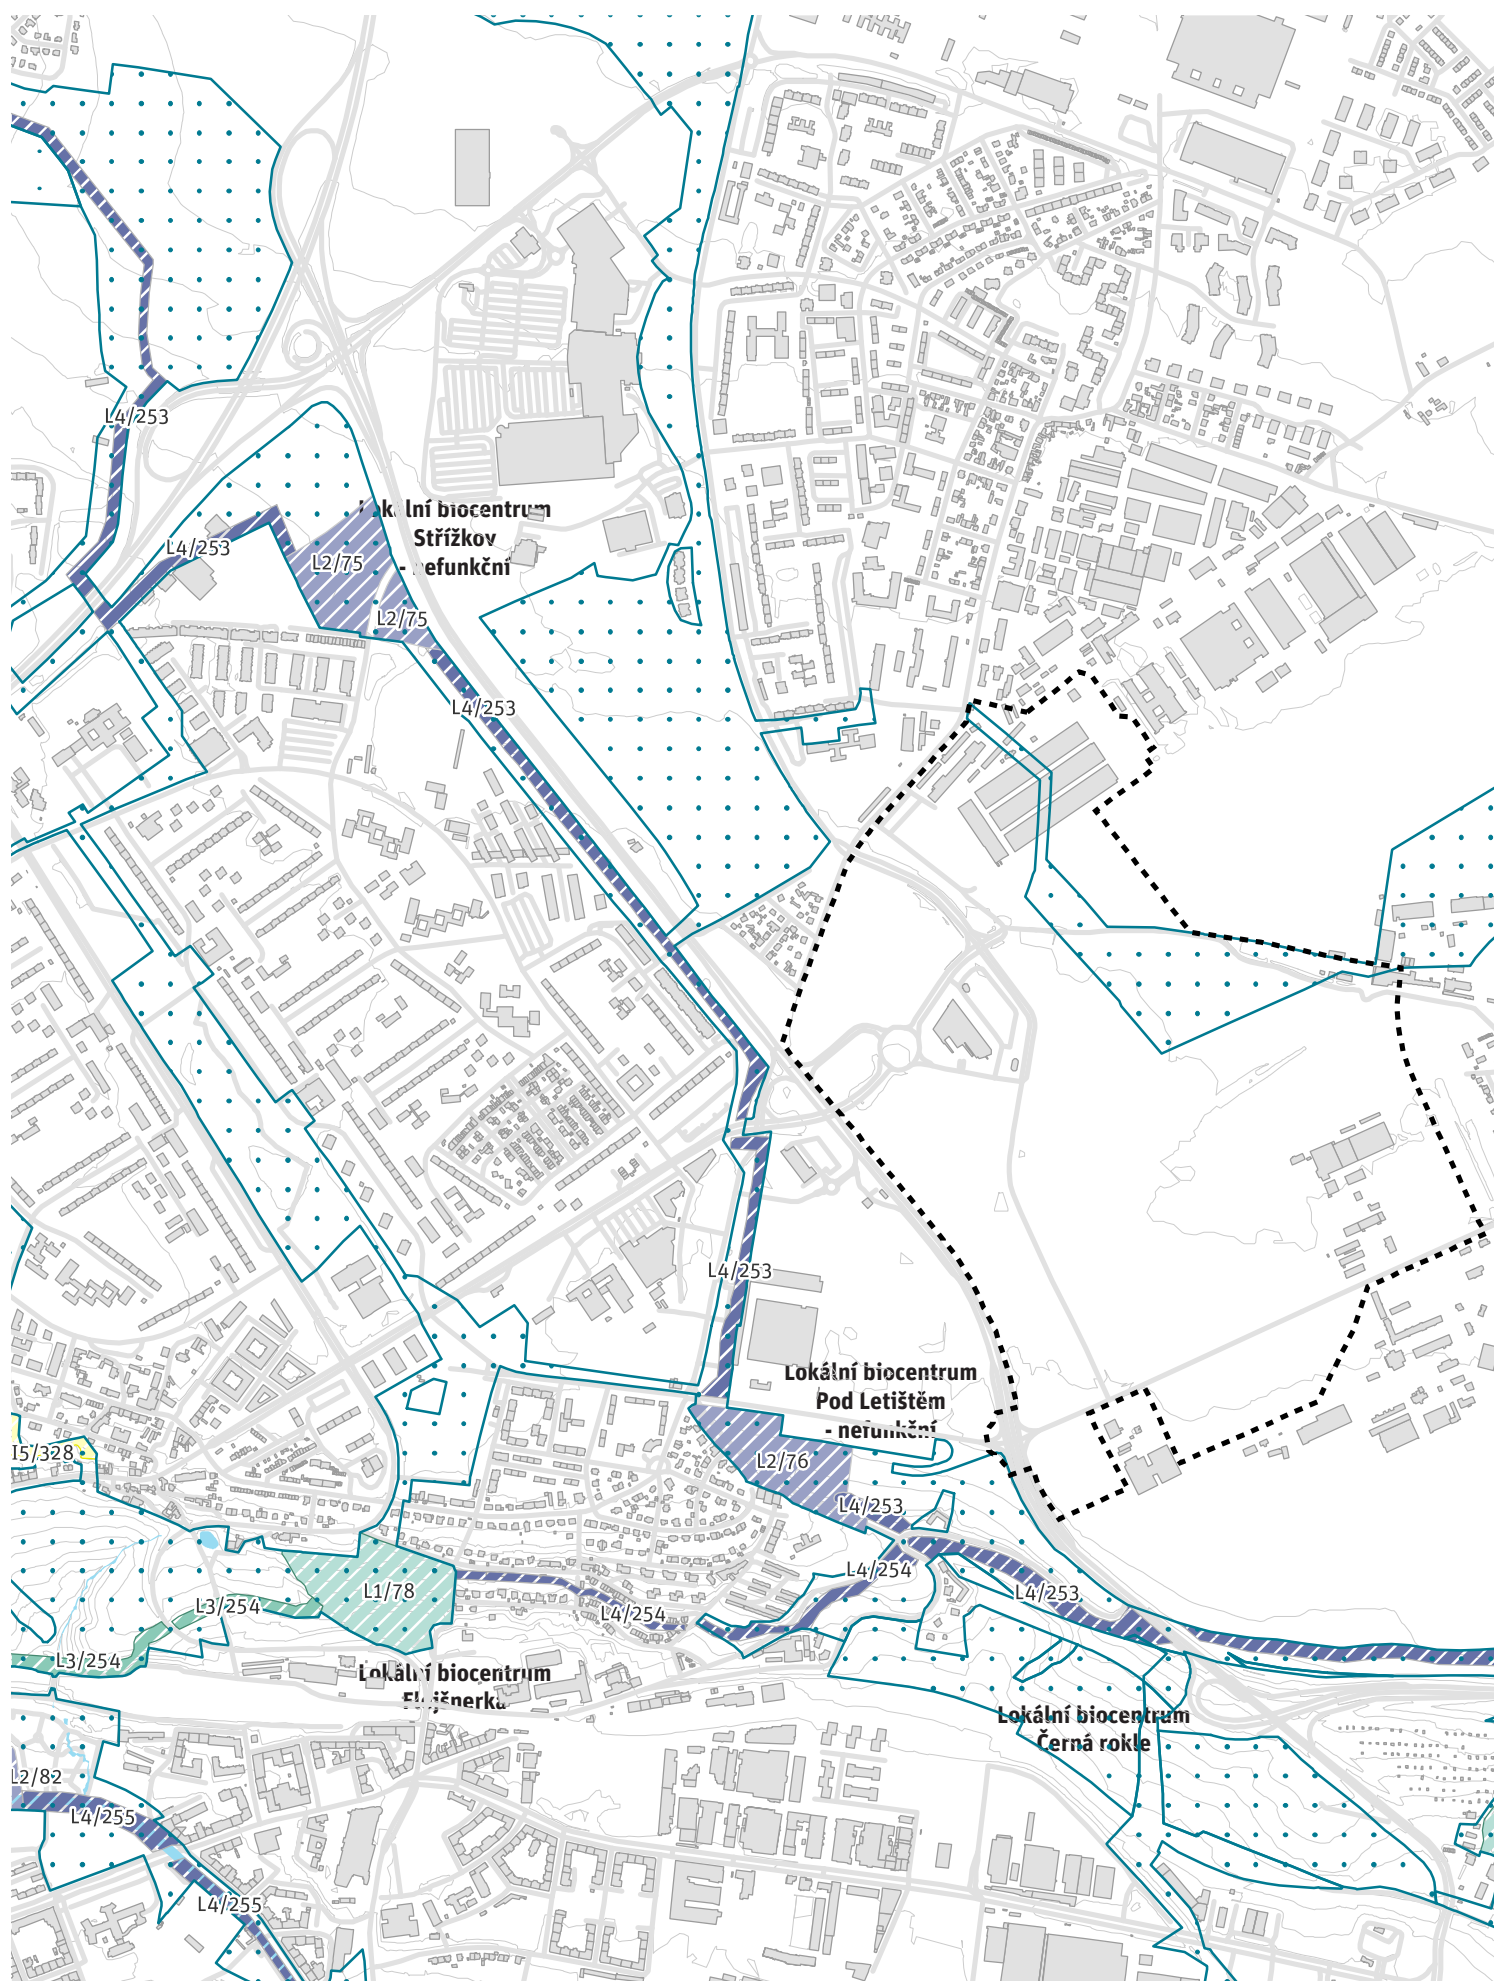 L4/253
Lokální biocentrum
Střížkov
- nefunkční
L4/253
L2/75
L2/75
L4/253
L4/253
Lokální biocentrum
Pod Letištěm
- nefunkční
I5/328
L2/76
L4/253
L4/254
L1/78
L4/253
L3/254
L4/254
L3/254
Lokální biocentrum
Flajšnerka
Lokální biocentrum
Černá rokle
L2/82
L4/255
L4/255